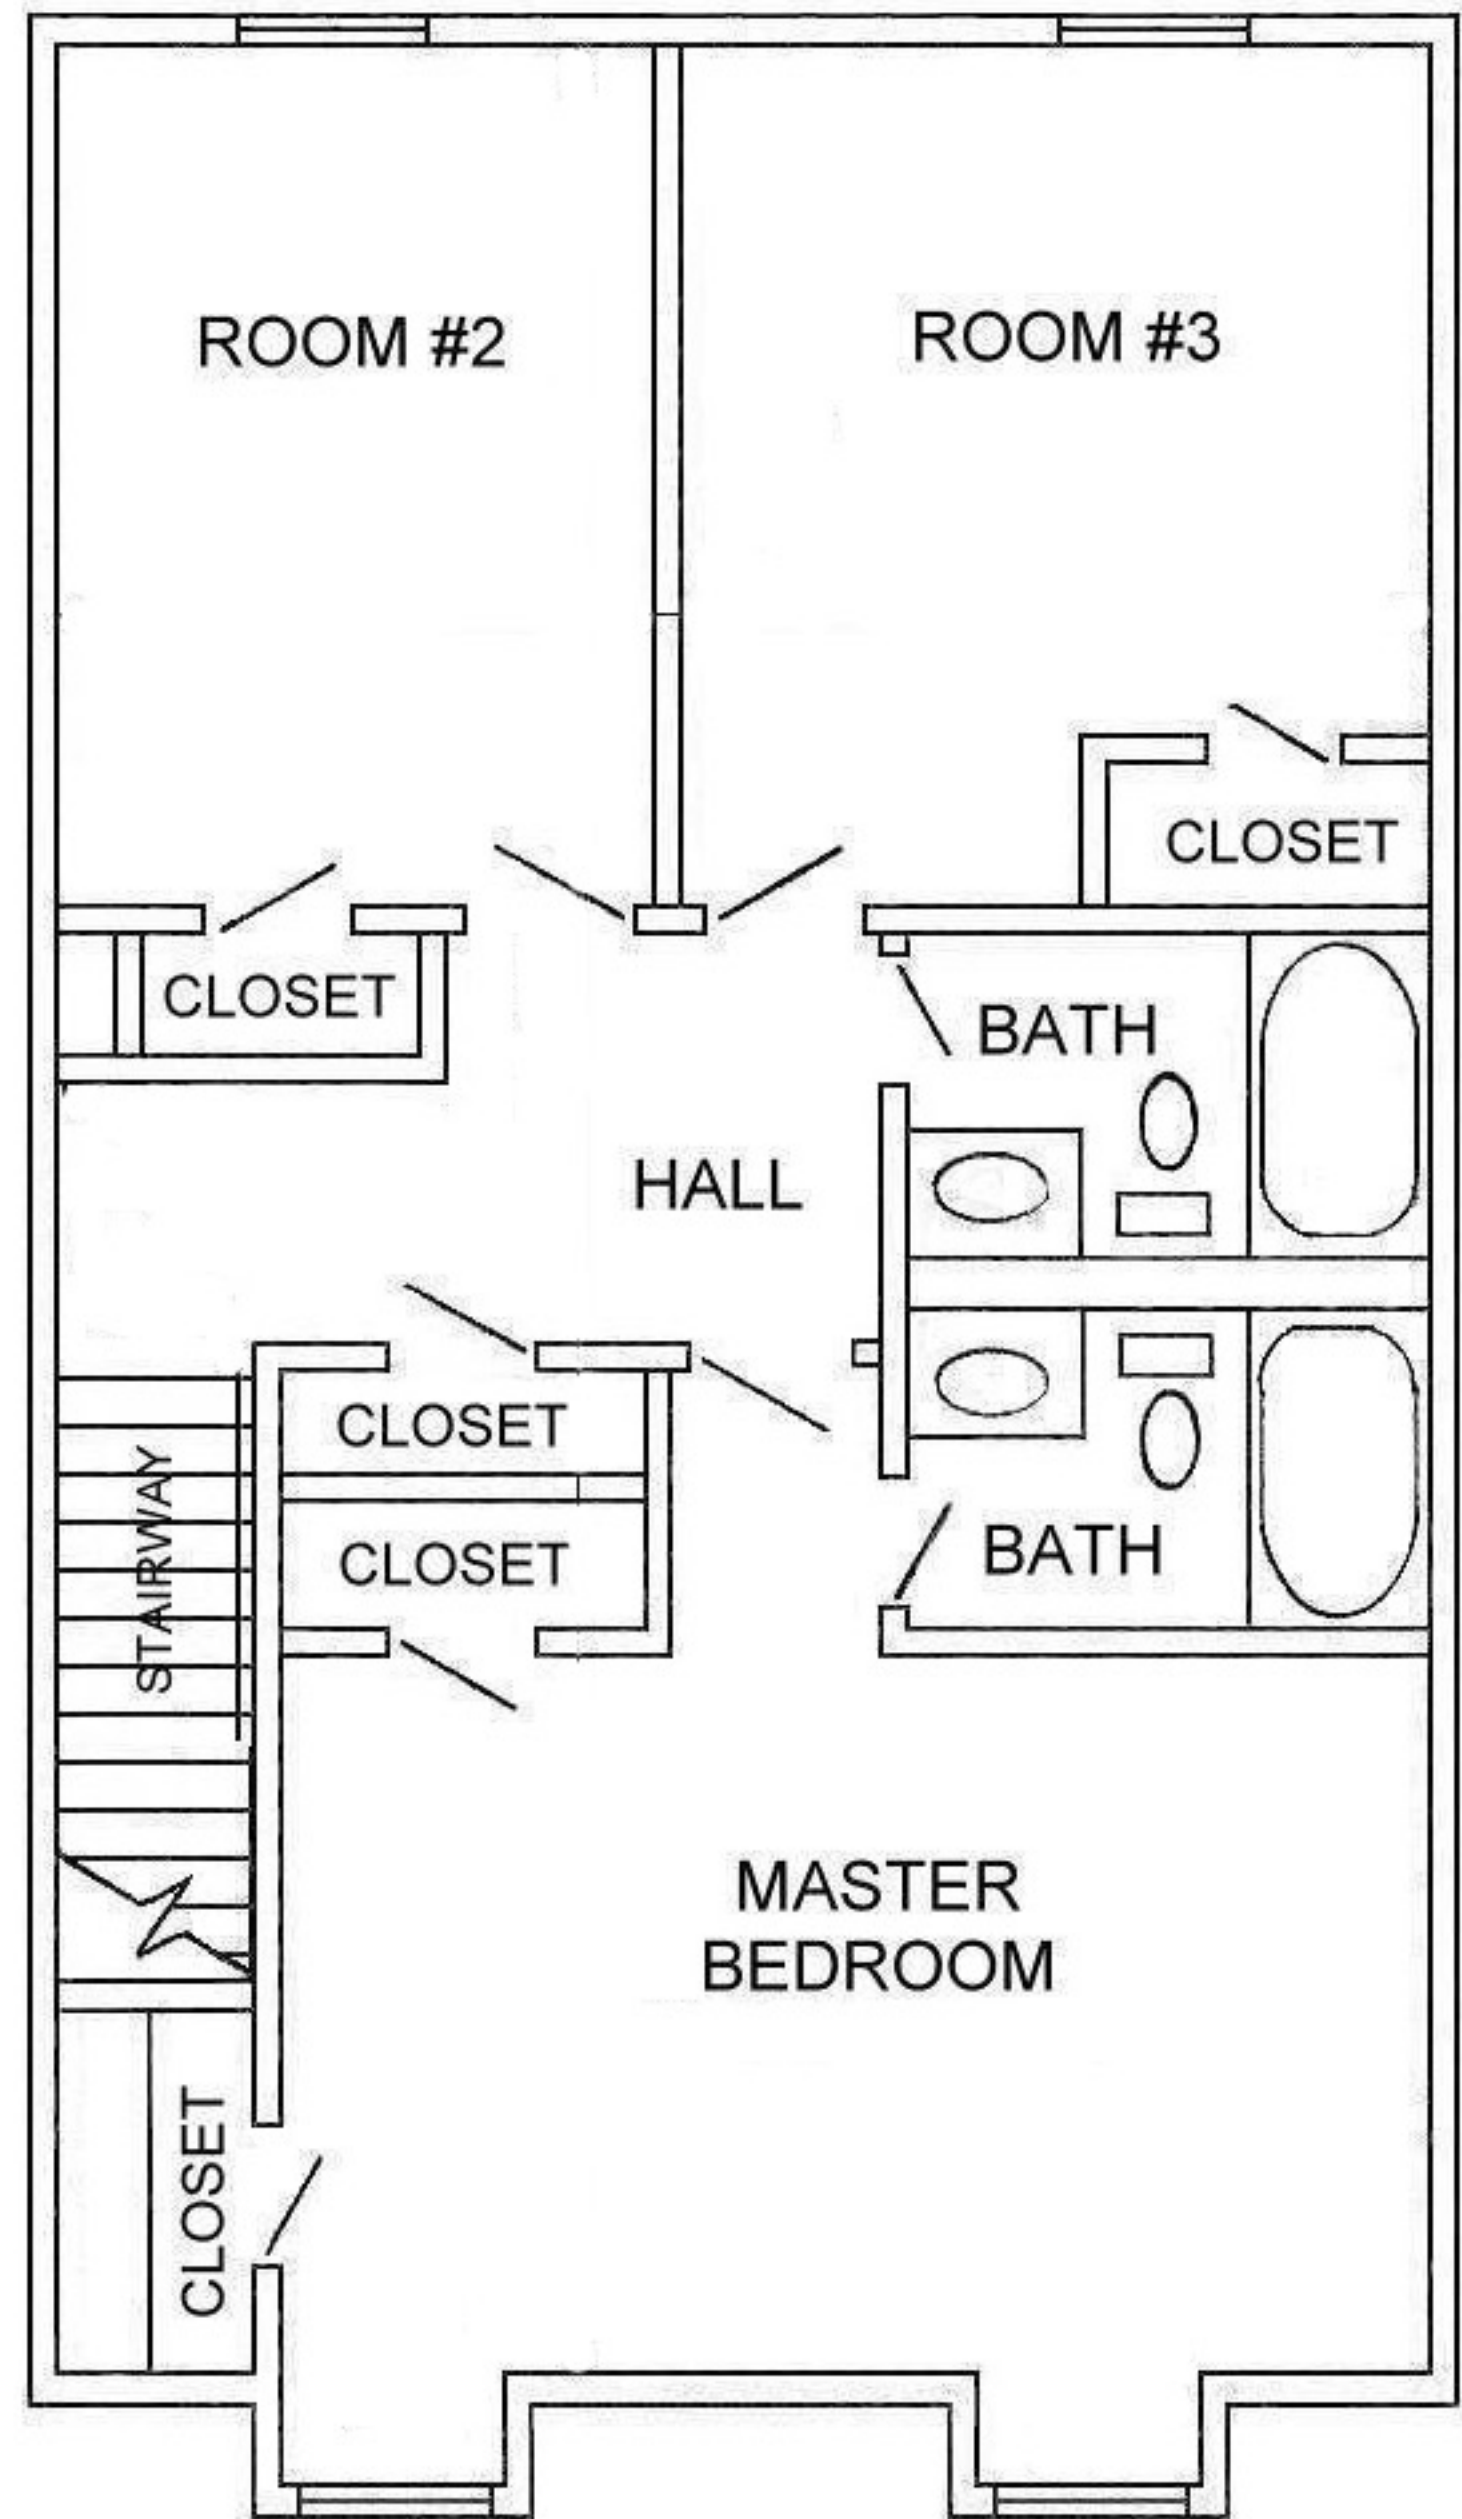 ROOM #2
ROOM #3
CLOSET
CLOSET
BATH
HALL
CLOSET
STAIRWAY
CLOSET
BATH
MASTER
BEDROOM
CLOSET